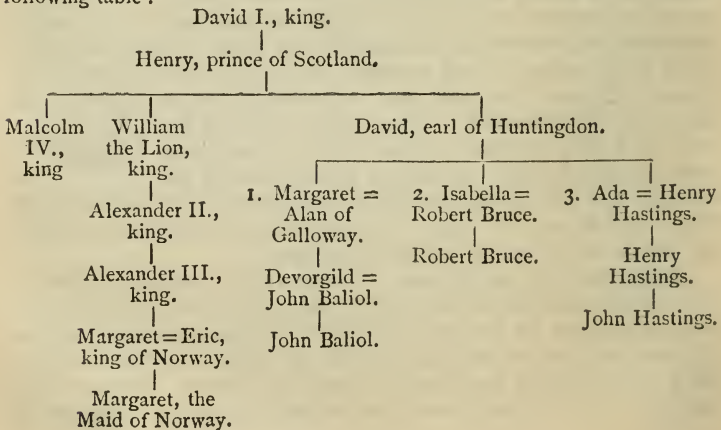 following table :
David I., king.
Henry, prince of Scotland.
Malcolm
IV.,
king
William
the Lion,
king.
Alexander II.,
king.
Alexander III.,
king.
Margaret=Eric,
king of Norway.
Margaret, the
Maid of Norway.
David, earl of Huntingdon.
1. Margaret =
Alan of
Galloway.
Devorgild =
John Baliol.
John Baliol.
2. Isabella=
Robert Bruce.
Robert Bruce.
3. Ada = Henry
Hastings.
Henry
Hastings.
John Hastings.